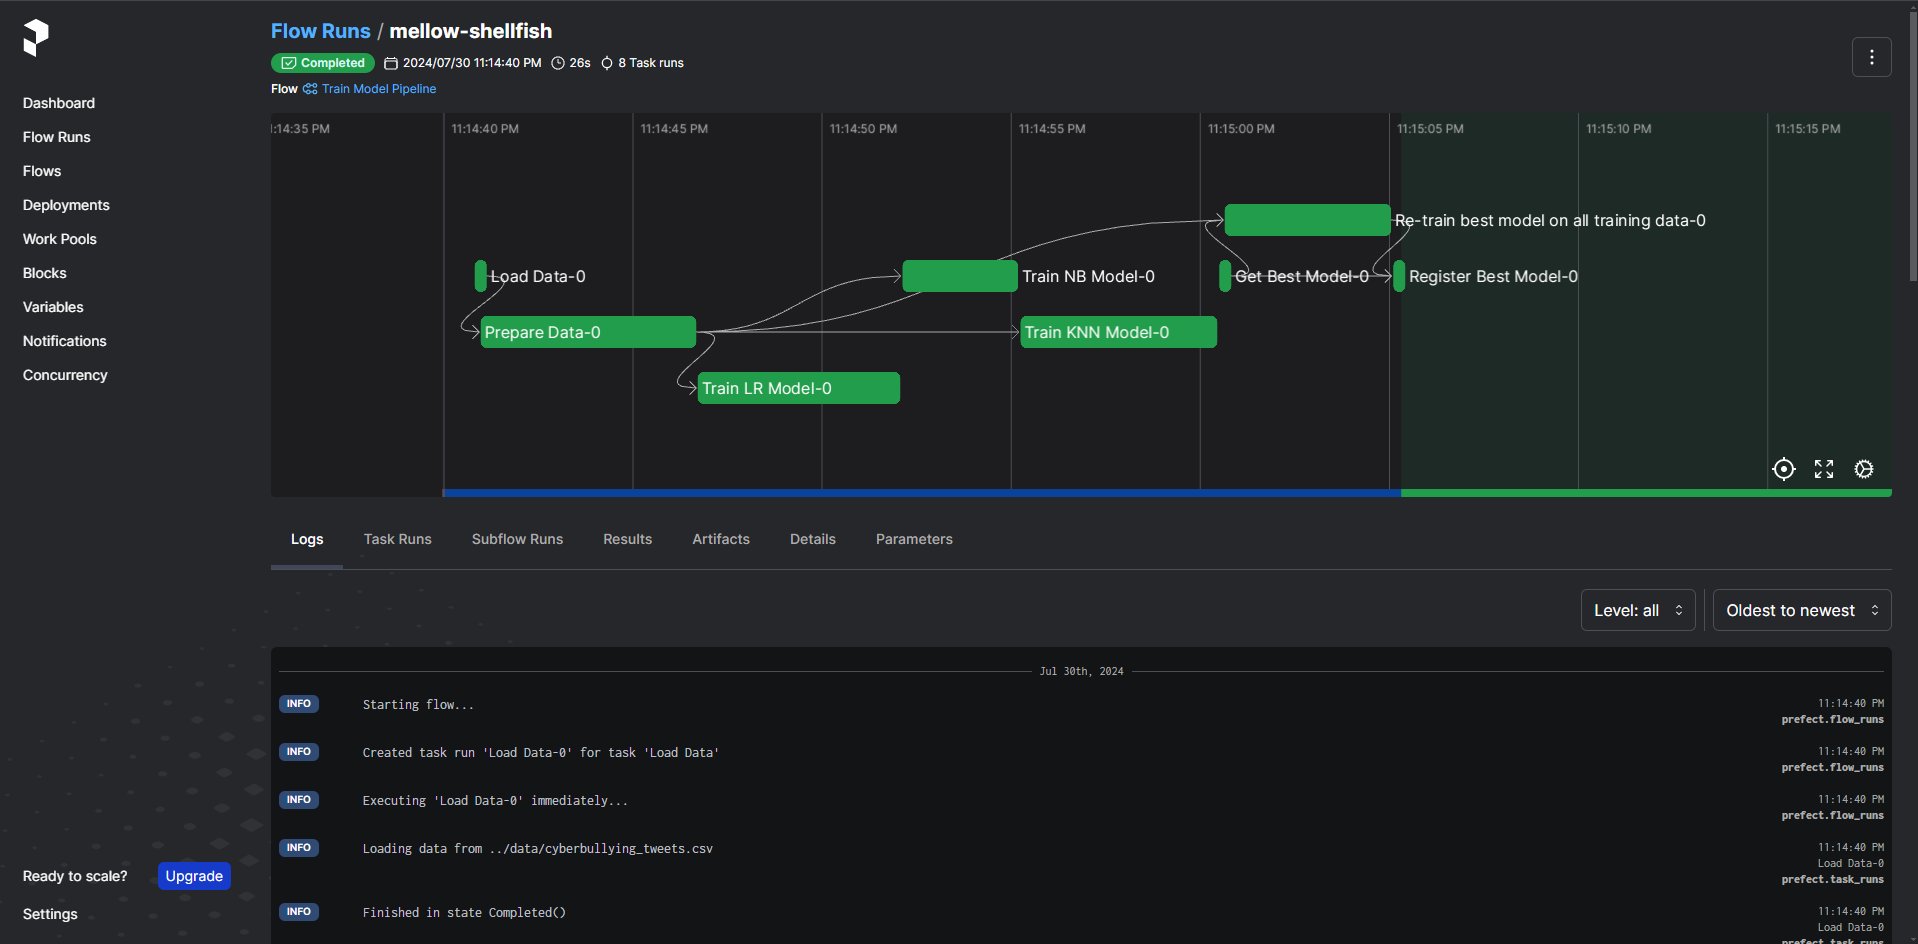 Flow Runs / mellow-shellfish
Completed 2024/07/30 11:14:40 PM 26s 8 Task runs
Flow Train Model Pipeline
Dashboard
Flow Runs
Flows
Deployments
Work Pools
Blocks
Variables
Notifications
Concurrency
Ready to scale? Upgrade
Settings
:14:35 PM 11:14:40 PM 11:14:45 PM 11:14:50 PM 11:14:55 PM 11:15:00 PM 11:15:05 PM 11:15:10 PM 11:15:15 PM
Re-train best model on all training data-0
Load Data-0 Train NB Model-0 Get Best Model-0 Register Best Model-0
Prepare Data-0 Train KNN Model-0
Train LR Model-0
Logs Task Runs Subflow Runs Results Artifacts Details Parameters
Level: all Oldest to newest
Jul 30th, 2024
INFO Starting flow... 11:14:40 PM
prefect.flow_runs
INFO Created task run 'Load Data-0' for task 'Load Data' 11:14:40 PM
prefect.flow_runs
INFO Executing 'Load Data-0' immediately... 11:14:40 PM
prefect.flow_runs
INFO Loading data from ../data/cyberbullying_tweets.csv 11:14:40 PM
Load Data-0
prefect.task_runs
INFO Finished in state Completed() 11:14:40 PM
Load Data-0
prefect.task_runs